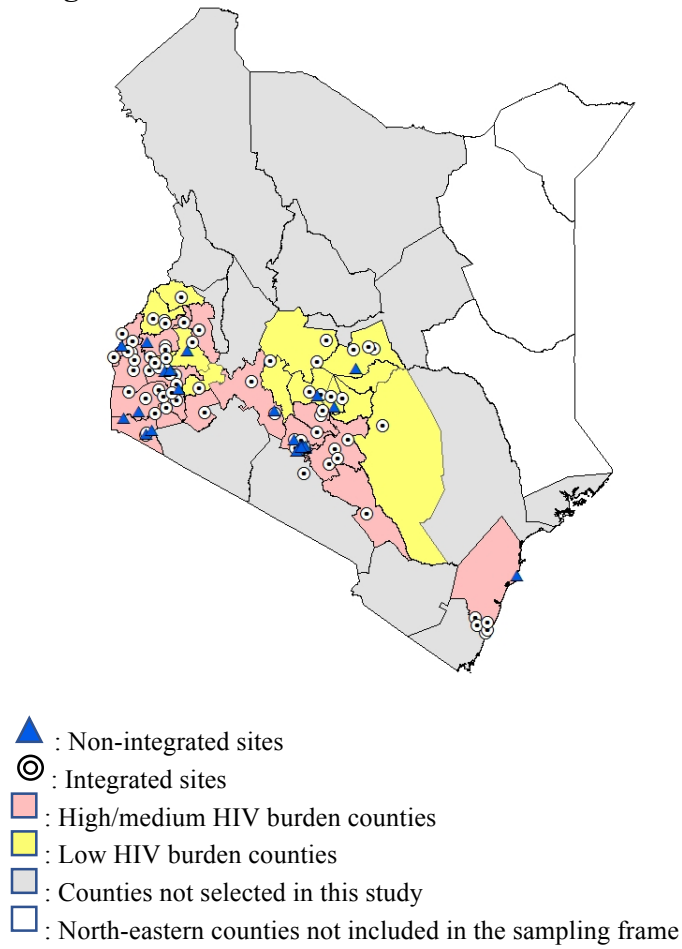 : Non-integrated sites
: Integrated sites
: High/medium HIV burden counties
: Low HIV burden counties
: Counties not selected in this study
: North-eastern counties not included in the sampling frame